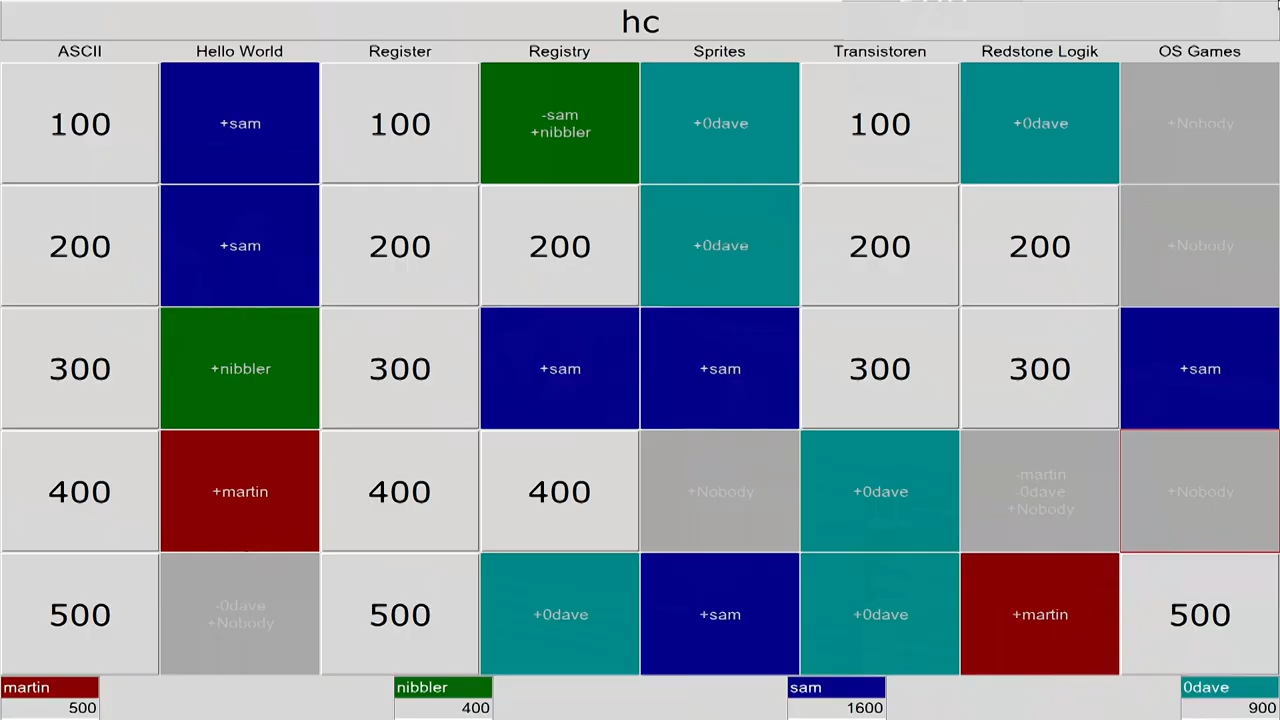 hc
ASCII Hello World Register Registry Sprites Transistoren Redstone Logik OS Games
100 +sam 100 -sam +0dave 100 +0dave +Nobody
+nibbler
200 +sam 200 200 +0dave 200 200 +Nobody
300 +nibbler 300 +sam +sam 300 300 +sam
400 +martin 400 400 +Nobody +0dave -martin +Nobody
-0dave
+Nobody
500 -0dave 500 +0dave +sam +0dave +martin 500
+Nobody
martin nibbler sam 0dave
500 400 1600 900